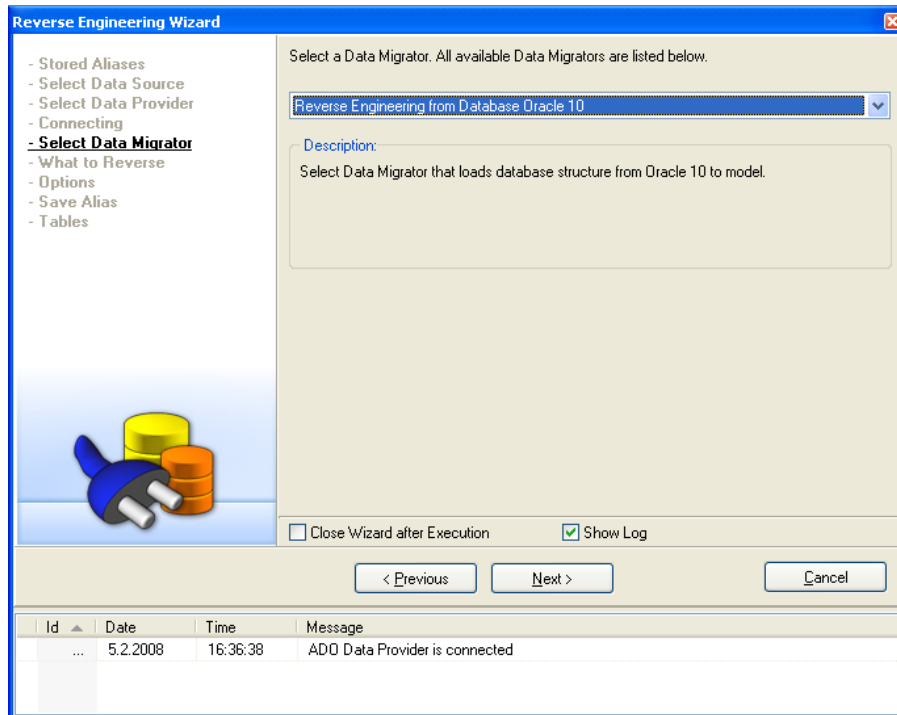 Reverse Engineering Wizard
- Stored Aliases
- Select Data Source
- Select Data Provider
- Connecting
- Select Data Migrator
- What to Reverse
- Options
- Save Alias
- Tables
Select a Data Migrator. All available Data Migrators are listed below.
Reverse Engineering from Database Oracle 10
Description:
Select Data Migrator that loads database structure from Oracle 10 to model.
Close Wizard after Execution Show Log
< Previous Next > Cancel
Id Date Time Message
... 5.2.2008 16:36:38 ADO Data Provider is connected